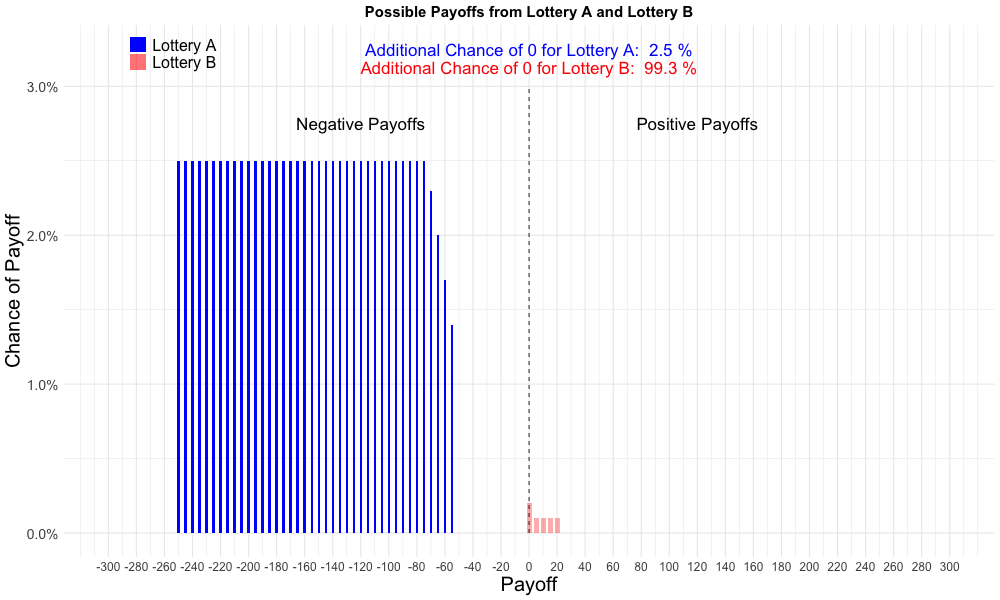 Possible Payoffs from Lottery A and Lottery B
Lottery A
Lottery B
Additional Chance of 0 for Lottery A:  2.5 %
Additional Chance of 0 for Lottery B:  99.3 %
Negative Payoffs
Positive Payoffs
Chance of Payoff
3.0%
2.0%
1.0%
0.0%
-300 -280 -260 -240 -220 -200 -180 -160 -140 -120 -100 -80 -60 -40 -20 0 20 40 60 80 100 120 140 160 180 200 220 240 260 280 300
Payoff